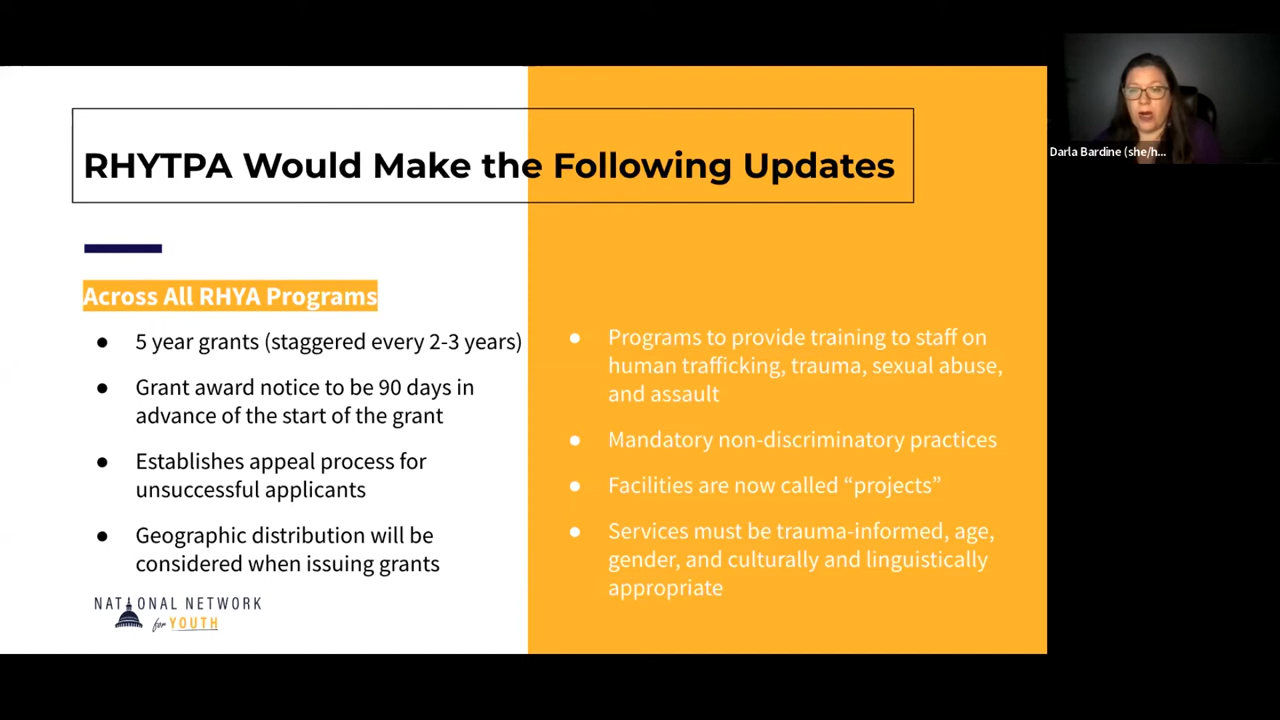 RHYTPA Would Make the Following Updates
Across All RHYA Programs
● 5 year grants (staggered every 2-3 years)
● Grant award notice to be 90 days in
advance of the start of the grant
● Establishes appeal process for
unsuccessful applicants
● Geographic distribution will be
considered when issuing grants
NATIONAL NETWORK
for YOUTH
● Programs to provide training to staff on
human trafficking, trauma, sexual abuse,
and assault
● Mandatory non-discriminatory practices
● Facilities are now called “projects”
● Services must be trauma-informed, age,
gender, and culturally and linguistically
appropriate
Darla Bardine (she/h...